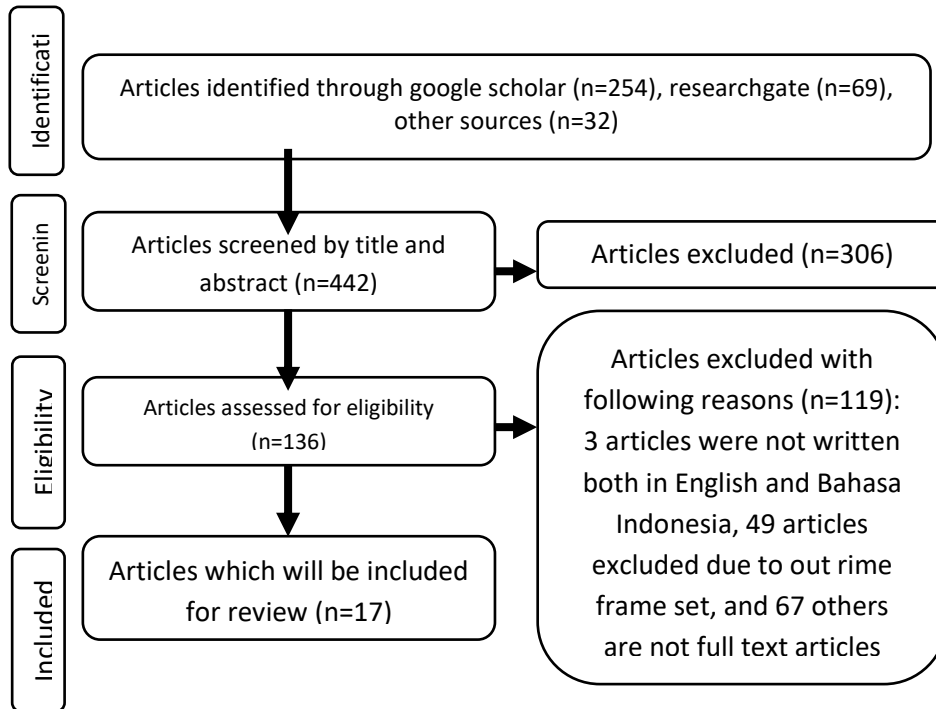 Identificati
Articles identified through google scholar (n=254), researchgate (n=69),
other sources (n=32)
Screenin
Articles screened by title and
abstract (n=442)
Articles excluded (n=306)
Eligibility
Articles assessed for eligibility
(n=136)
Articles excluded with
following reasons (n=119):
3 articles were not written
both in English and Bahasa
Indonesia, 49 articles
excluded due to out rime
frame set, and 67 others
are not full text articles
Included
Articles which will be included
for review (n=17)